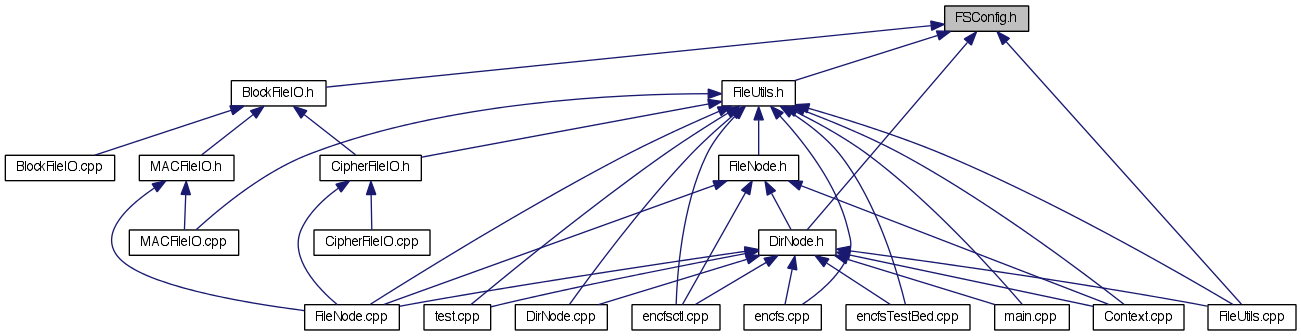 FSConfig.h
BlockFileIO.h
FileUtils.h
BlockFileIO.cpp
MACFileIO.h
CipherFileIO.h
FileNode.h
MACFileIO.cpp
CipherFileIO.cpp
DirNode.h
FileNode.cpp
test.cpp
DirNode.cpp
encfsctl.cpp
encfs.cpp
encfsTestBed.cpp
main.cpp
Context.cpp
FileUtils.cpp